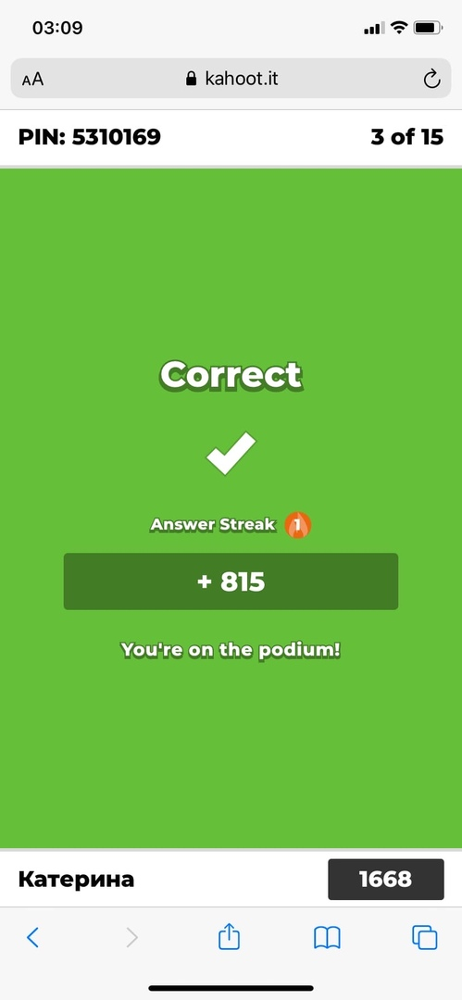 03:09
AA kahoot.it
PIN: 5310169 3 of 15
Correct
Answer Streak 1
+ 815
You're on the podium!
Катерина 1668